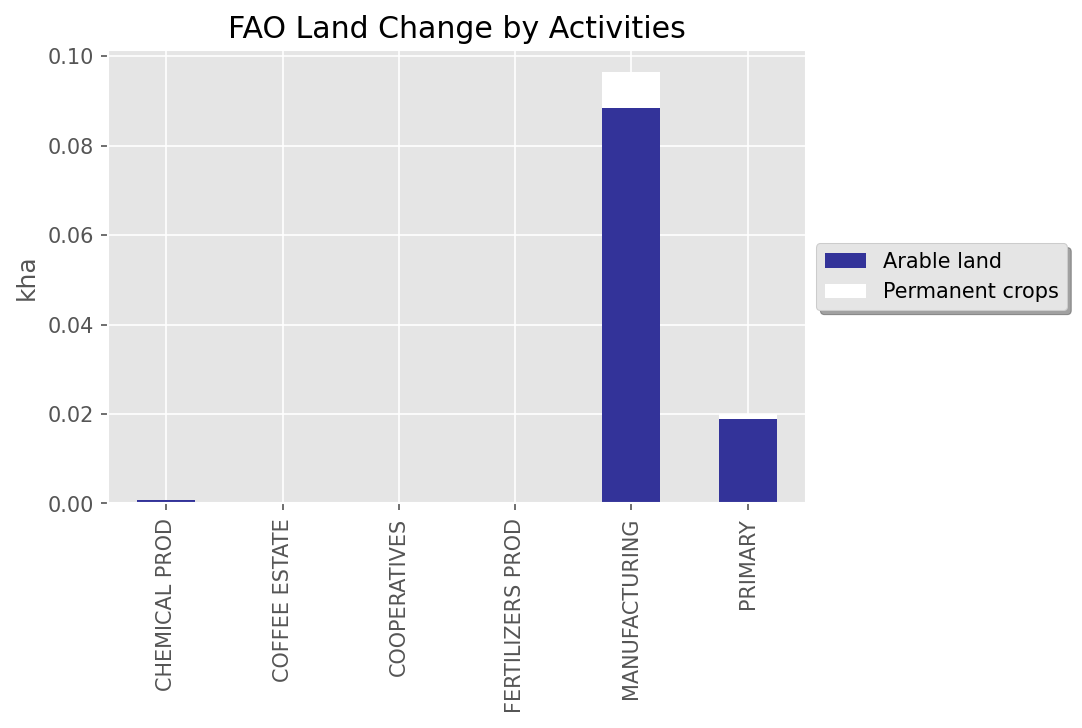 FAO Land Change by Activities
0.10
0.08
0.06
0.04
0.02
0.00
kha
CHEMICAL PROD
COFFEE ESTATE
COOPERATIVES
FERTILIZERS PROD
MANUFACTURING
PRIMARY
Arable land
Permanent crops